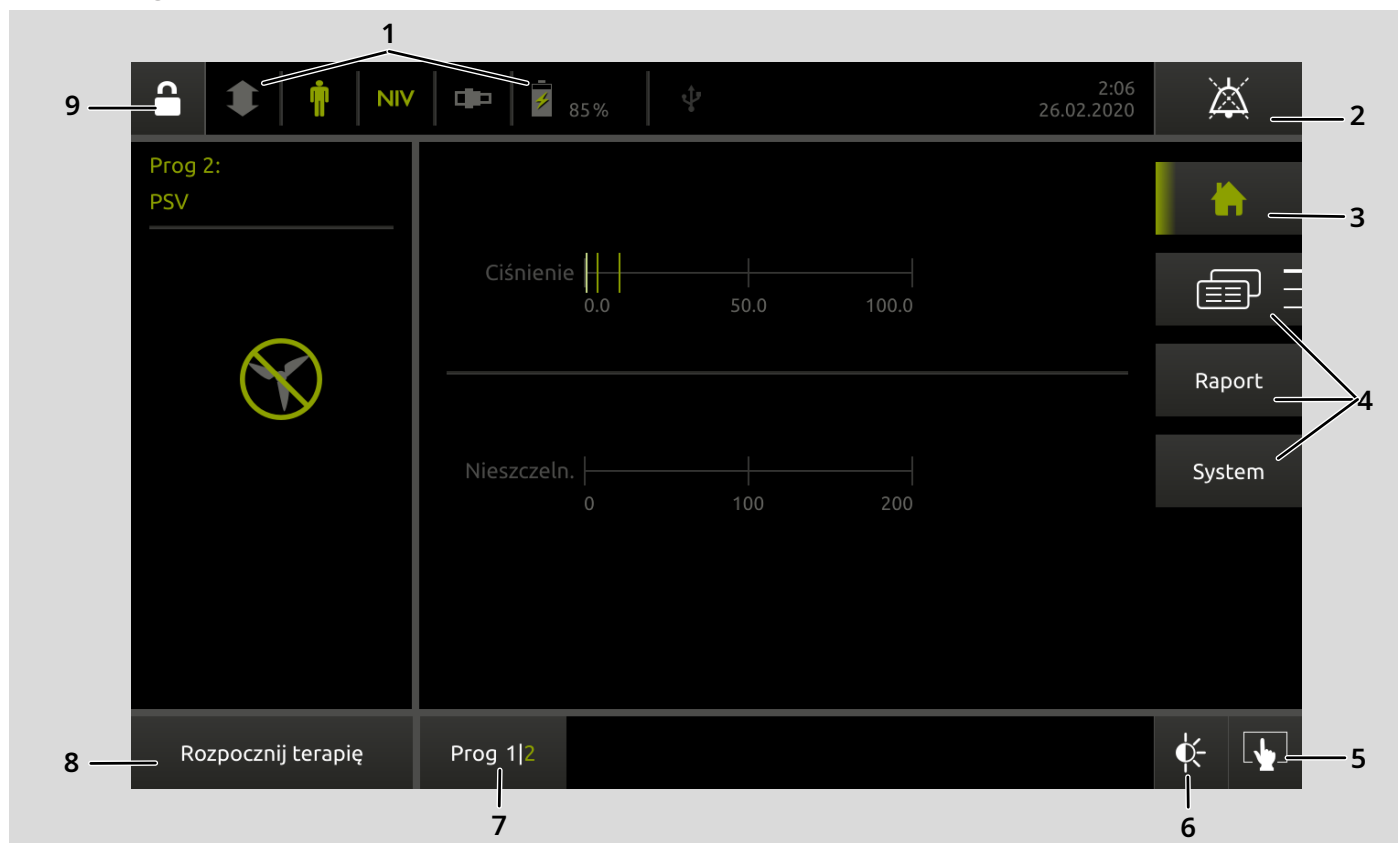 1
9
NIV
85%
2:06
26.02.2020
2
Prog 2:
PSV
3
Ciśnienie
0.0 50.0 100.0
Raport
4
Nieszczeln.
0 100 200
System
Rozpocznij terapię
Prog 1|2
8
5
7
6